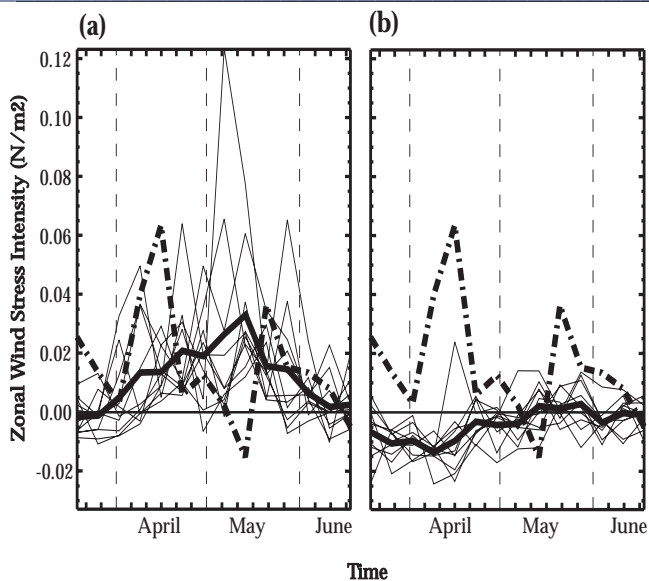 (a)
(b)
Zonal Wind Stress Intensity (N/m2)
0.12
0.10
0.08
0.06
0.04
0.02
0.00
-0.02
April
May
June
April
May
June
Time